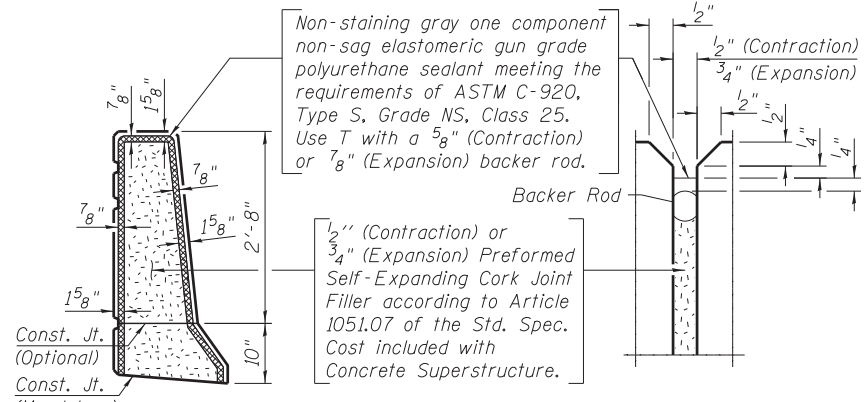 Non-staining gray one component
non-sag elastomeric gun grade
polyurethane sealant meeting the
requirements of ASTM C-920,
Type S, Grade NS, Class 25.
Use T with a 5/8" (Contraction)
or 7/8" (Expansion) backer rod.
1/2"
1/2" (Contraction)
3/4" (Expansion)
1/2"
1/2"
1/4"
1/4"
7/8"
1 5/8"
7/8"
7/8"
1 5/8"
2'-8"
1 5/8"
Backer Rod
1/2" (Contraction) or
3/4" (Expansion) Preformed
Self-Expanding Cork Joint
Filler according to Article
1051.07 of the Std. Spec.
Cost included with
Concrete Superstructure.
Const. Jt.
(Optional)
10"
Const. Jt.